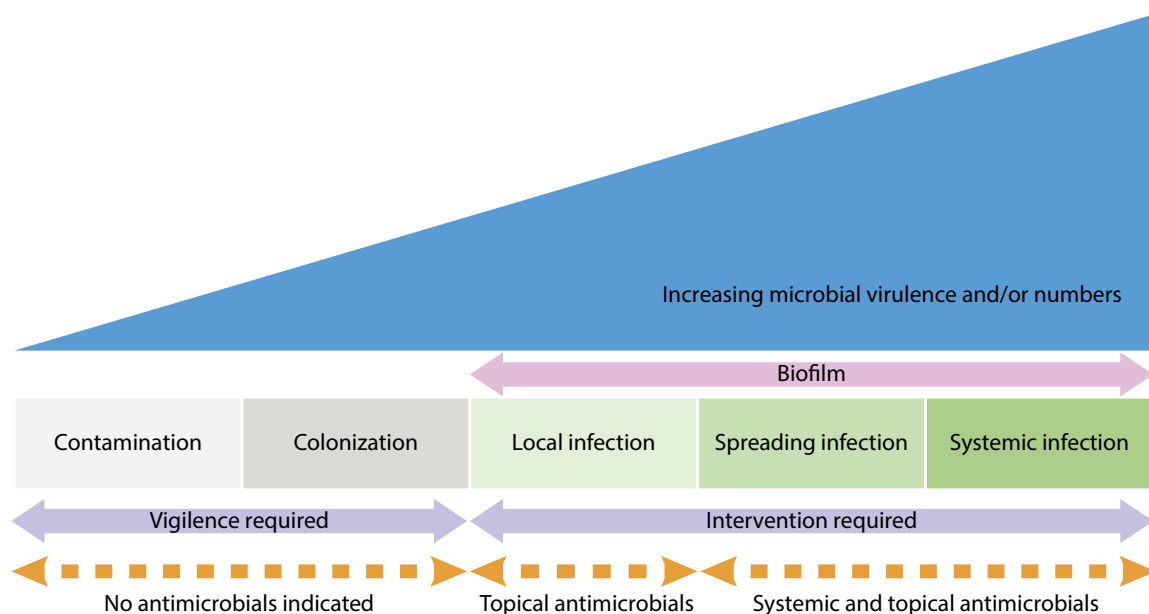 Increasing microbial virulence and/or numbers
Biofilm
Contamination
Colonization
Local infection
Spreading infection
Systemic infection
Vigilence required
Intervention required
No antimicrobials indicated
Topical antimicrobials
Systemic and topical antimicrobials